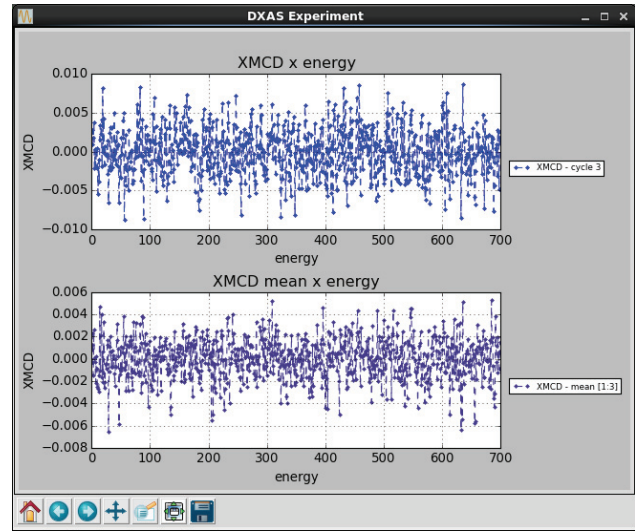 DXAS Experiment
XMCD x energy
XMCD
0.010
0.005
0.000
−0.005
−0.010
0 100 200 300 400 500 600 700
energy
XMCD - cycle 3
XMCD mean x energy
XMCD
0.006
0.004
0.002
0.000
−0.002
−0.004
−0.006
−0.008
0 100 200 300 400 500 600 700
energy
XMCD - mean [1:3]